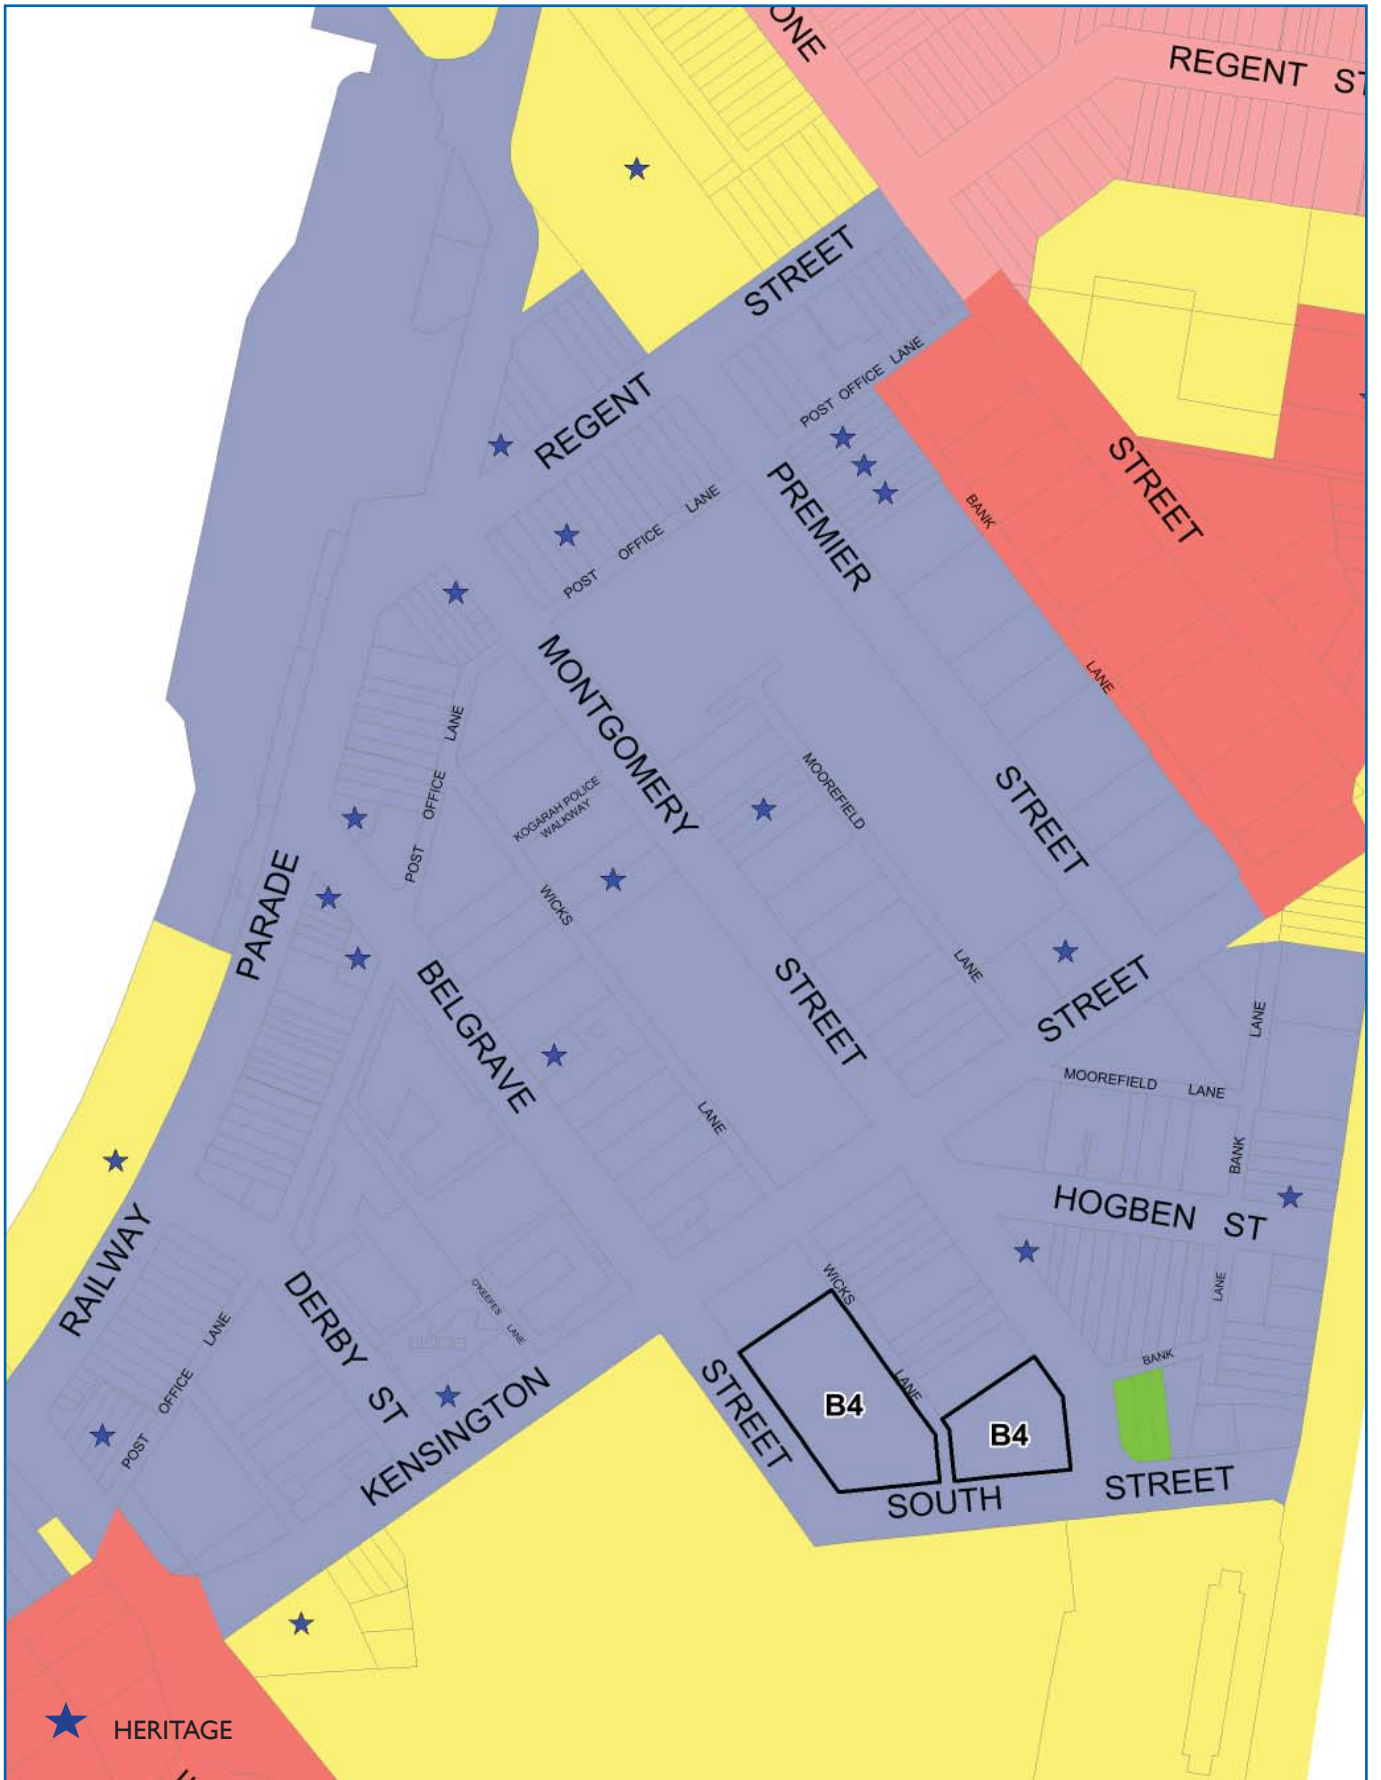 ONE
REGENT ST
STREET
POST OFFICE LANE
REGENT
STREET
PREMIER
BANK
POST OFFICE LANE
MONTGOMERY
LANE
POST OFFICE LANE
MOOREFIELD
KOGARAH POLICE
WALKWAY
STREET
PARADE
WICKS
BELGRAVE
STREET
LANE
STREET
LANE
MOOREFIELD LANE
LANE
BANK
HOGBEN ST
RAILWAY
DERBY ST
O'KEEFES LANE
WICKS
LANE
LANE
POST OFFICE LANE
KENSINGTON
STREET
B4
B4
BANK
SOUTH STREET
HERITAGE